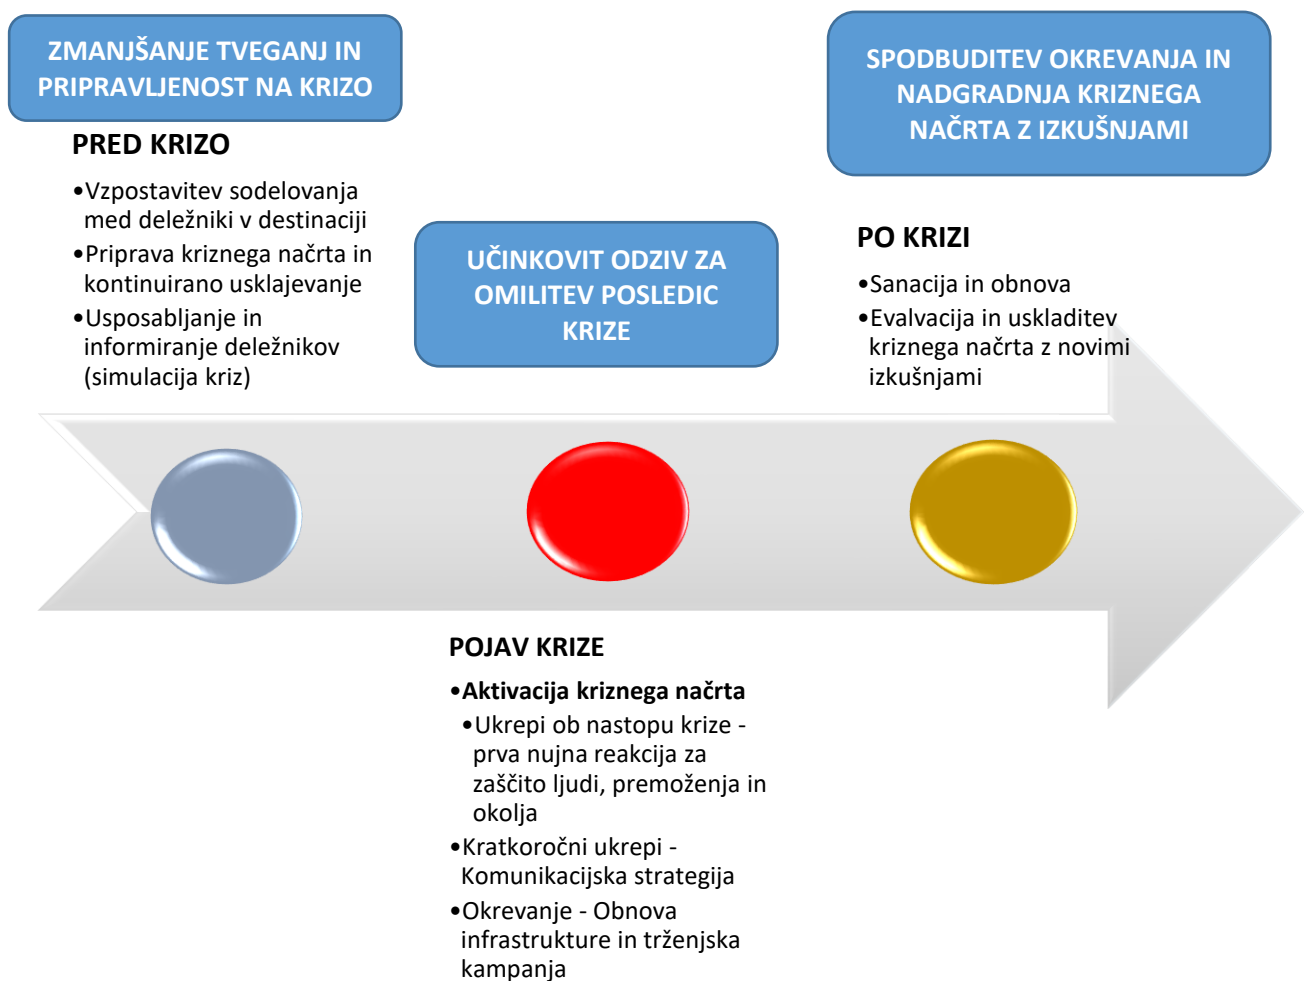 ZMANJŠANJE TVEGANJ IN
PRIPRAVLJENOST NA KRIZO
PRED KRIZO
•Vzpostavitev sodelovanja
med deležniki v destinaciji
•Priprava kriznega načrta in
kontinuirano usklajevanje
•Usposabljanje in
informiranje deležnikov
(simulacija kriz)
UČINKOVIT ODZIV ZA
OMILITEV POSLEDIC
KRIZE
POJAV KRIZE
•Aktivacija kriznega načrta
•Ukrepi ob nastopu krize -
prva nujna reakcija za
zaščito ljudi, premoženja in
okolja
•Kratkoročni ukrepi -
Komunikacijska strategija
•Okrevanje - Obnova
infrastrukture in trženjska
kampanja
SPODBUDITEV OKREVANJA IN
NADGRADNJA KRIZNEGA
NAČRTA Z IZKUŠNJAMI
PO KRIZI
•Sanacija in obnova
•Evalvacija in uskladitev
kriznega načrta z novimi
izkušnjami